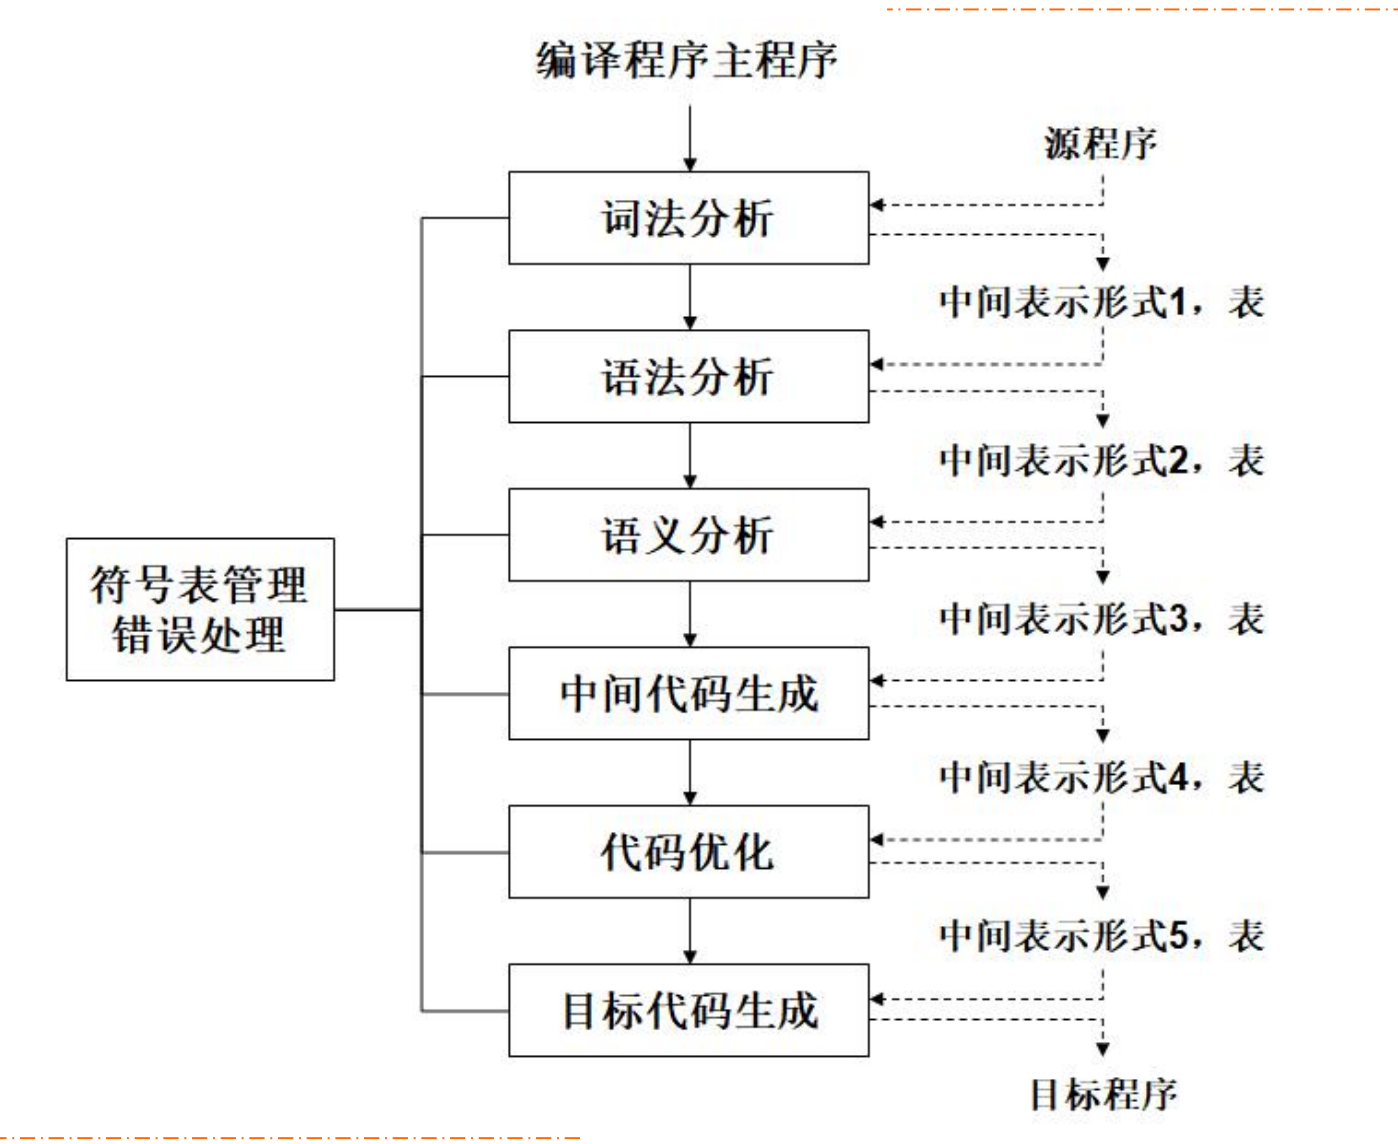 编译程序主程序
源程序
词法分析
中间表示形式1，表
语法分析
中间表示形式2，表
语义分析
符号表管理
错误处理
中间表示形式3，表
中间代码生成
中间表示形式4，表
代码优化
中间表示形式5，表
目标代码生成
目标程序